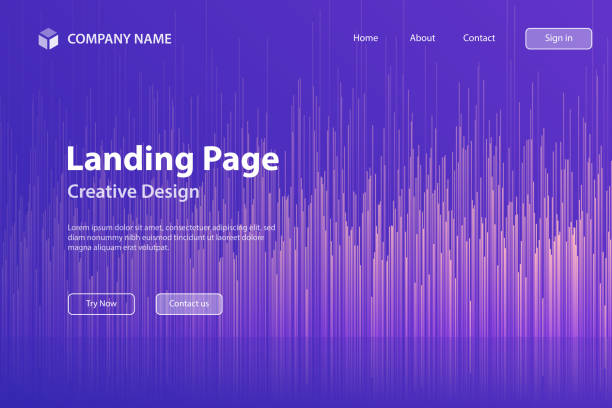 COMPANY NAME
Home About Contact Sign in
Landing Page
Creative Design
Lorem ipsum dolor sit amet, consectetuer adipiscing elit, sed
diam nonummy nibh euismod tincidunt ut laoreet dolore
magna aliquam erat volutpat.
Try Now Contact us